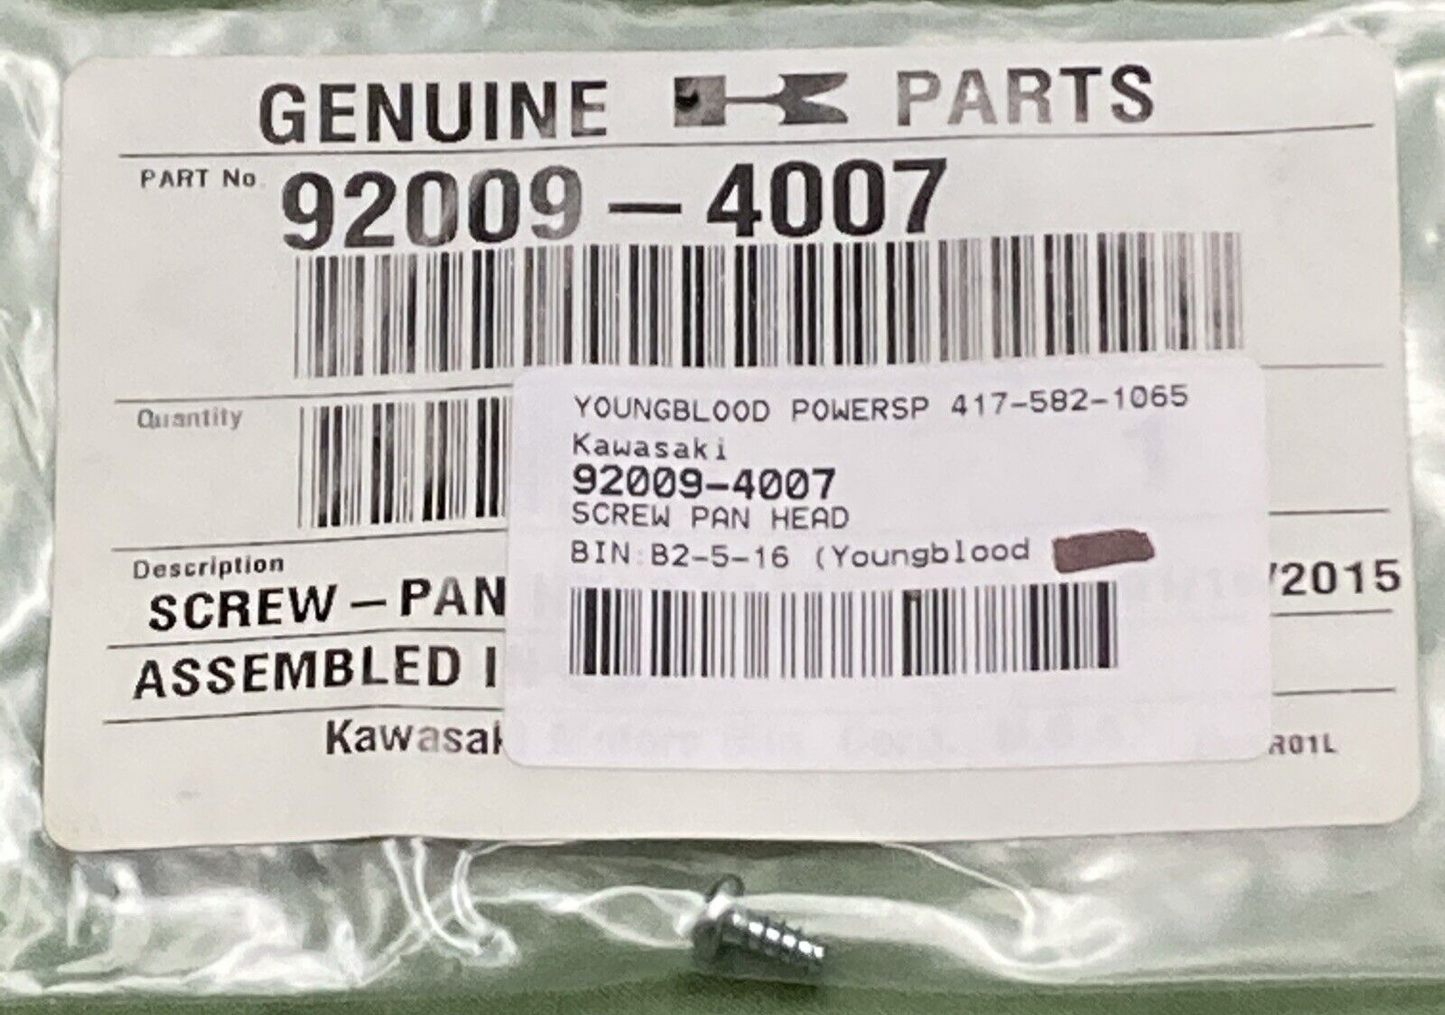 GENUINE PARTS
PART No. 92009-4007
Quantity
YOUNGBLOOD POWERSP 417-582-1065
Kawasaki
92009-4007
SCREW PAN HEAD
BIN: B2-5-16 (Youngblood
Description
SCREW-PAN /2015
ASSEMBLED I
Kawasaki R01L